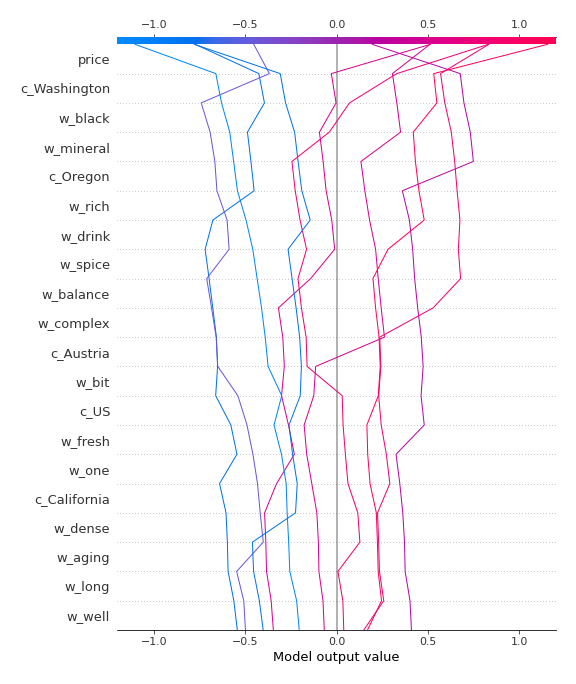 −1.0 −0.5 0.0 0.5 1.0
price
c_Washington
w_black
w_mineral
c_Oregon
w_rich
w_drink
w_spice
w_balance
w_complex
c_Austria
w_bit
c_US
w_fresh
w_one
c_California
w_dense
w_aging
w_long
w_well
−1.0 −0.5 0.0 0.5 1.0
Model output value